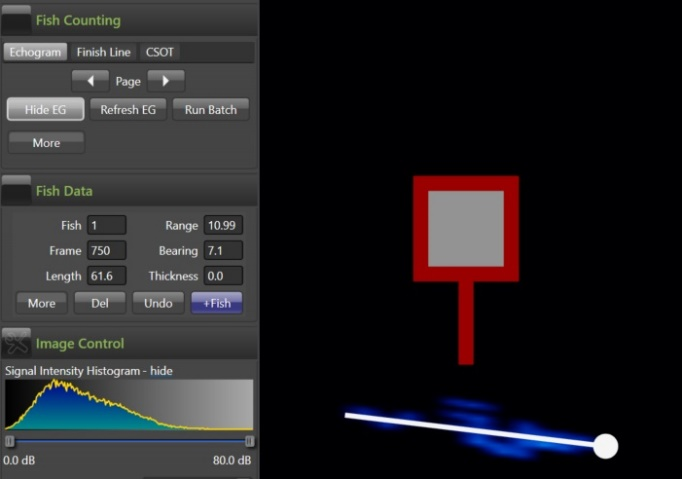 Fish Counting
Echogram Finish Line CSOT
Page
Hide EG Refresh EG Run Batch
More
Fish Data
Fish 1 Range 10.99
Frame 750 Bearing 7.1
Length 61.6 Thickness 0.0
More Del Undo +Fish
Image Control
Signal Intensity Histogram - hide
0.0 dB 80.0 dB